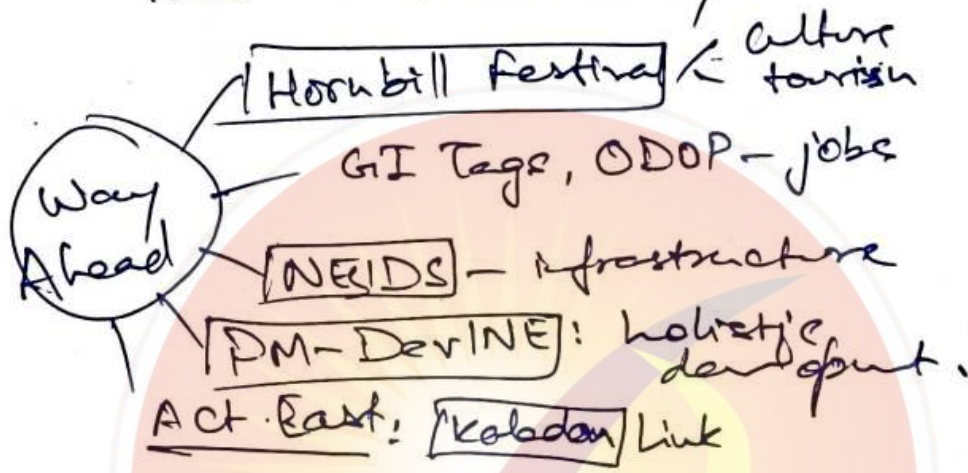 Hornbill Festival < Culture
tourism
Way
Ahead
GI Tags, ODOP - jobs
NESIDS - infrastructure
PM-DevINE: holistic
development.
Act East: Kaladan Link